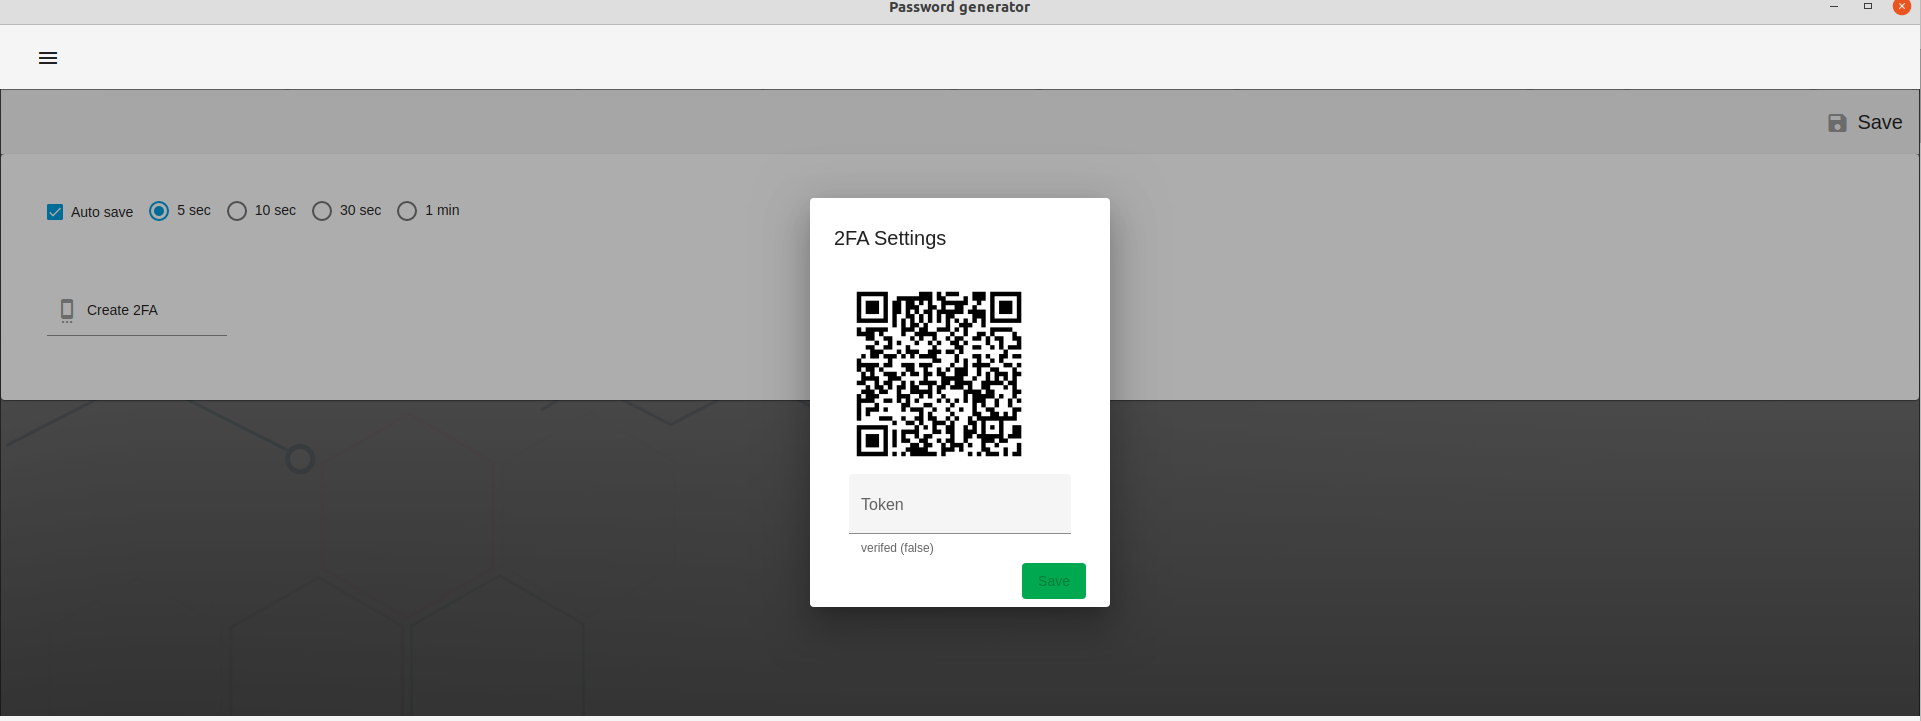 Password generator
Save
Auto save
5 sec
10 sec
30 sec
1 min
Create 2FA
2FA Settings
Token
verifed (false)
Save